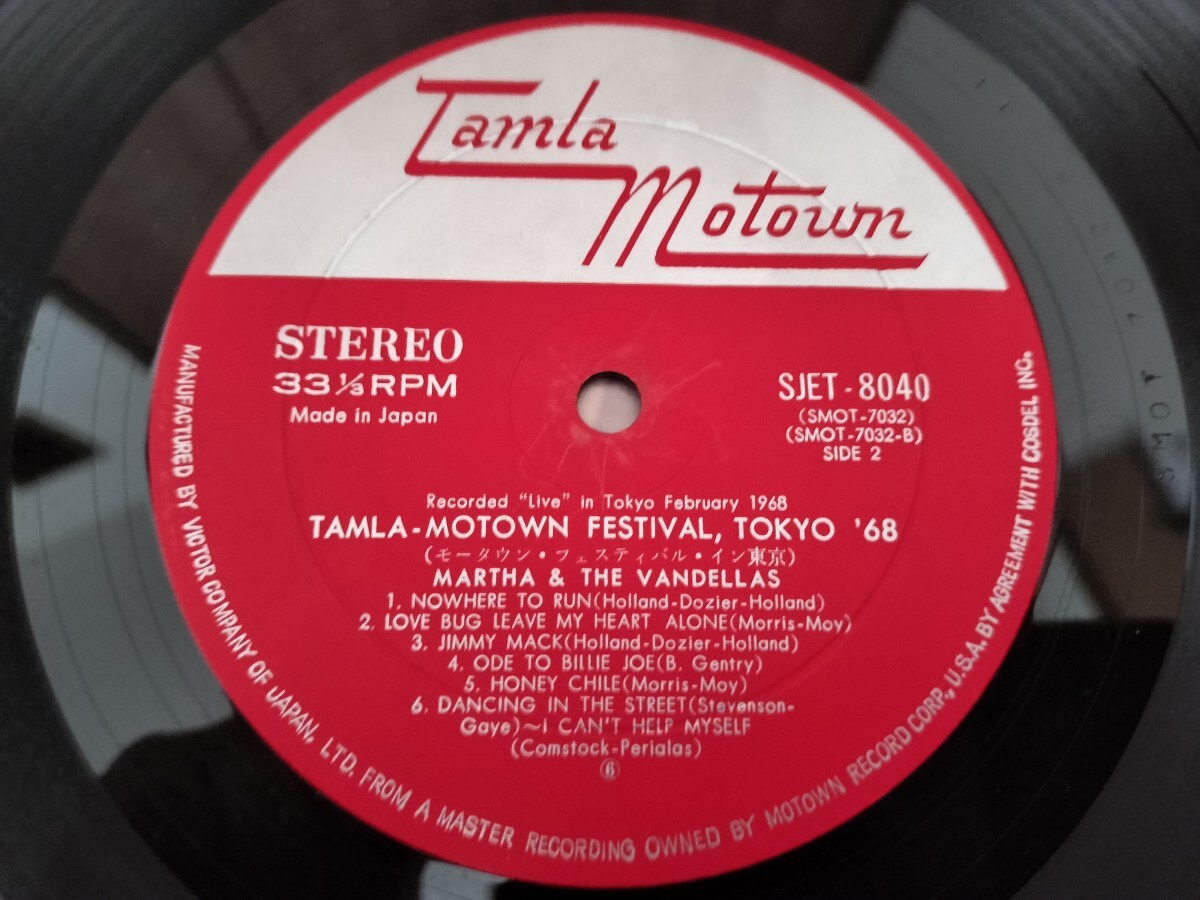 Tamla
Motown
STEREO
33 1/3 RPM
Made in Japan
SJET-8040
(SMOT-7032)
(SMOT-7032-B)
SIDE 2
Recorded "Live" in Tokyo February 1968
TAMLA-MOTOWN FESTIVAL, TOKYO '68
(モータウン・フェスティバル・イン東京)
MARTHA & THE VANDELLAS
1. NOWHERE TO RUN(Holland-Dozier-Holland)
2. LOVE BUG LEAVE MY HEART ALONE(Morris-Moy)
3. JIMMY MACK(Holland-Dozier-Holland)
4. ODE TO BILLIE JOE(B. Gentry)
5. HONEY CHILE(Morris-Moy)
6. DANCING IN THE STREET(Stevenson-
Gaye)~I CAN'T HELP MYSELF
(Comstock-Perialas)
⑥
MANUFACTURED BY VICTOR COMPANY OF JAPAN, LTD. FROM A MASTER RECORDING OWNED BY MOTOWN RECORD CORP., U.S.A. BY AGREEMENT WITH COSDEL INC.